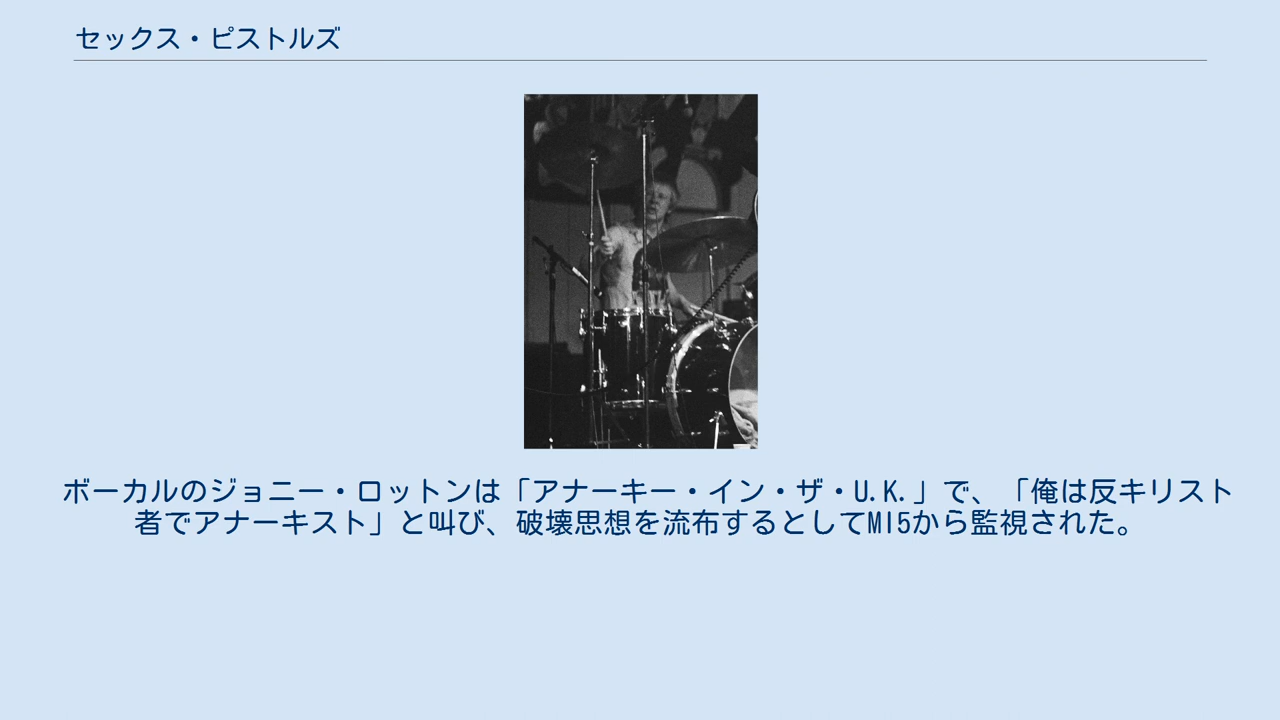 セックス・ピストルズ
ボーカルのジョニー・ロットンは「アナーキー・イン・ザ・U.K.」で、「俺は反キリスト
者でアナーキスト」と叫び、破壊思想を流布するとしてMI5から監視された。